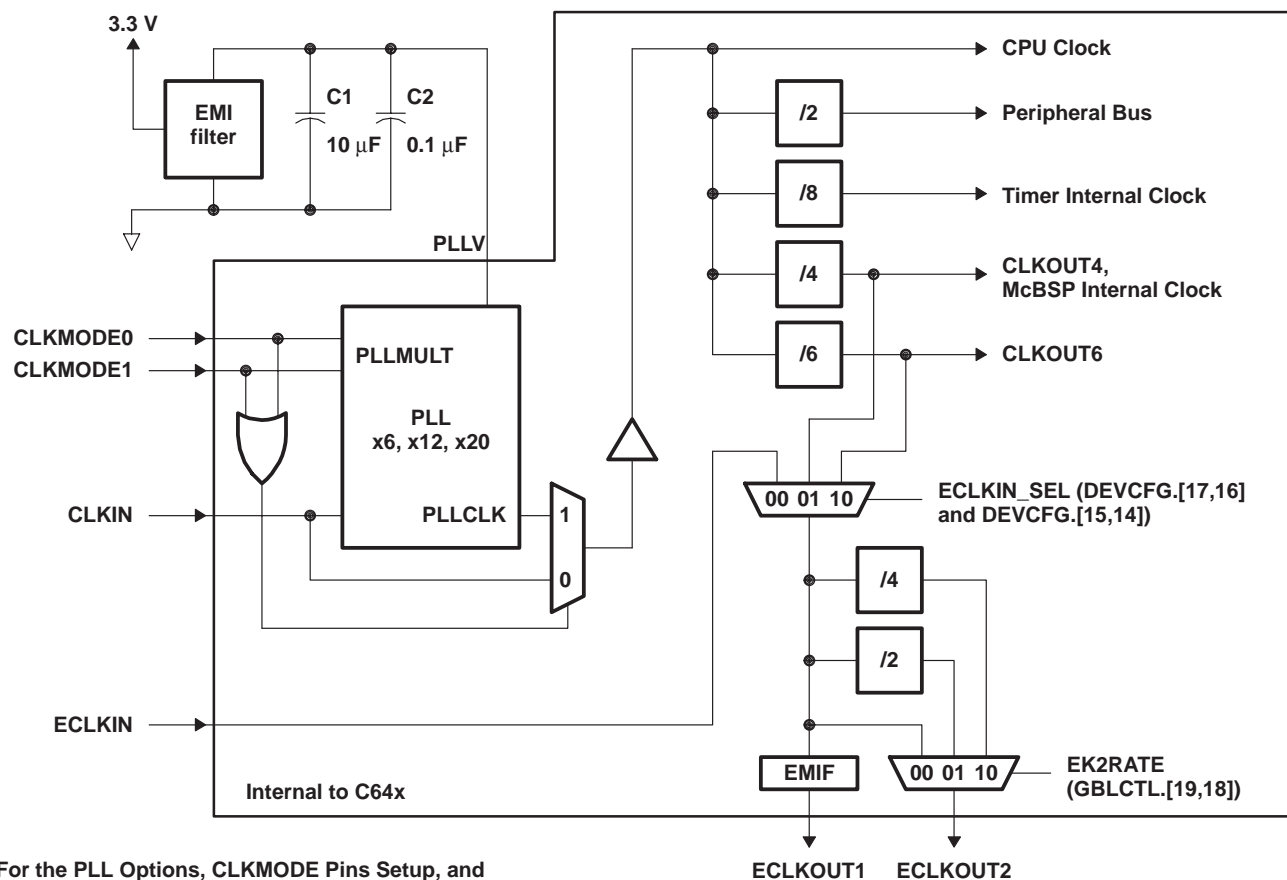 3.3 V
EMI
filter
C1
10 μF
C2
0.1 μF
PLLV
CLKMODE0
CLKMODE1
PLLMULT
PLL
x6, x12, x20
CLKIN
PLLCLK
1
0
CPU Clock
/2
Peripheral Bus
/8
Timer Internal Clock
/4
CLKOUT4,
McBSP Internal Clock
/6
CLKOUT6
00 01 10
ECLKIN_SEL (DEVCFG.[17,16]
and DEVCFG.[15,14])
/4
/2
ECLKIN
EMIF
00 01 10
EK2RATE
(GBLCTL.[19,18])
Internal to C64x
ECLKOUT1
ECLKOUT2
For the PLL Options, CLKMODE Pins Setup, and